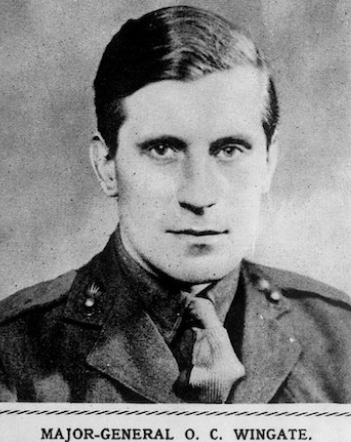 MAJOR-GENERAL O. C. WINGATE.